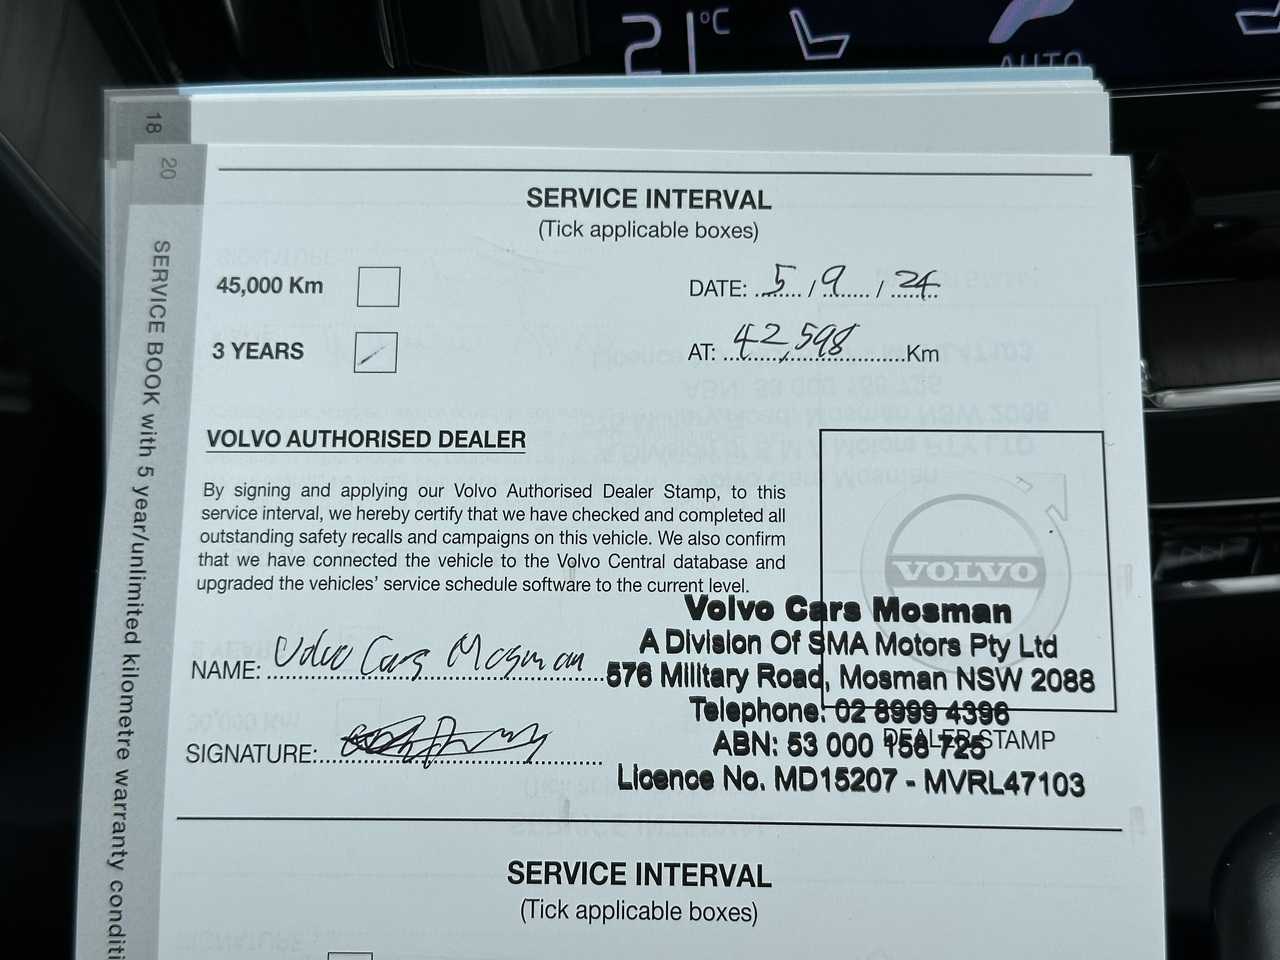 21°C
AUTO
18
20
SERVICE BOOK with 5 year/unlimited kilometre warranty conditi
SERVICE INTERVAL
(Tick applicable boxes)
45,000 Km
DATE: 5 / 9 / 24
3 YEARS
AT: 42,598 Km
VOLVO AUTHORISED DEALER
By signing and applying our Volvo Authorised Dealer Stamp, to this
service interval, we hereby certify that we have checked and completed all
outstanding safety recalls and campaigns on this vehicle. We also confirm
that we have connected the vehicle to the Volvo Central database and
upgraded the vehicles' service schedule software to the current level.
VOLVO
Volvo Cars Mosman
A Division Of SMA Motors Pty Ltd
576 Military Road, Mosman NSW 2088
Telephone: 02 8999 4396
ABN: 53 000 158 725
Licence No. MD15207 - MVRL47103
DEALER STAMP
NAME: Volvo Cars Mosman
SIGNATURE:
SERVICE INTERVAL
(Tick applicable boxes)